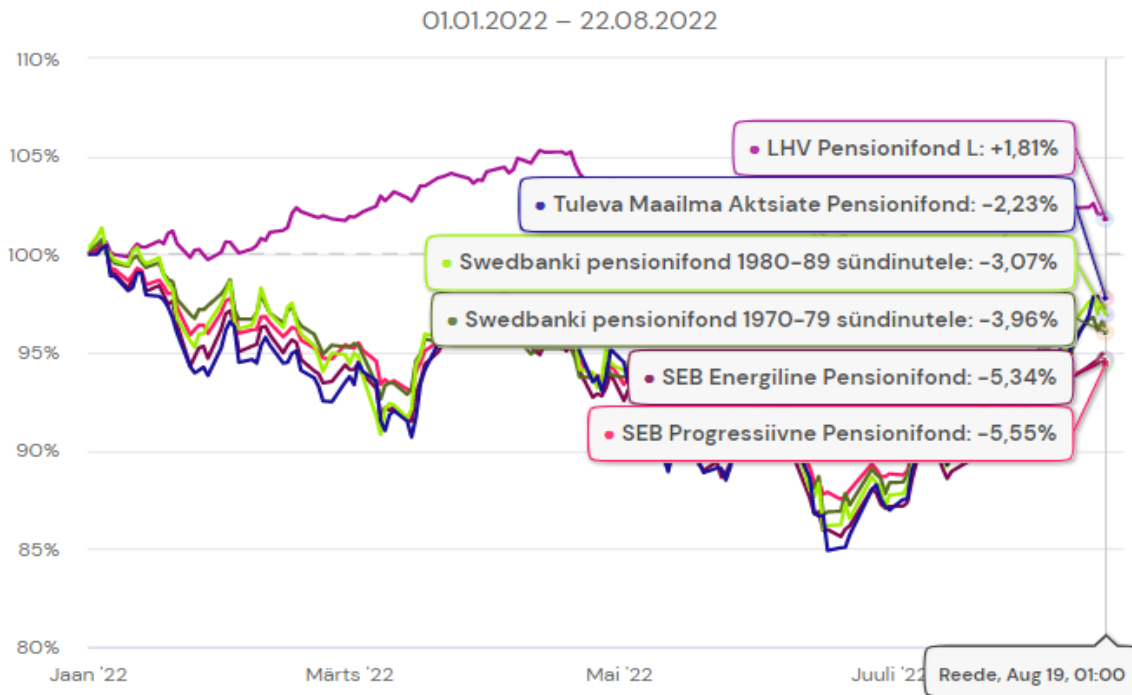 01.01.2022 – 22.08.2022
110%
105%
100%
95%
90%
85%
80%
LHV Pensionifond L: +1,81%
Tuleva Maailma Aktsiate Pensionifond: -2,23%
Swedbanki pensionifond 1980-89 sündinutele: -3,07%
Swedbanki pensionifond 1970-79 sündinutele: -3,96%
SEB Energiline Pensionifond: -5,34%
SEB Progressiivne Pensionifond: -5,55%
Jaan '22
Märts '22
Mai '22
Juuli '22
Reede, Aug 19, 01:00